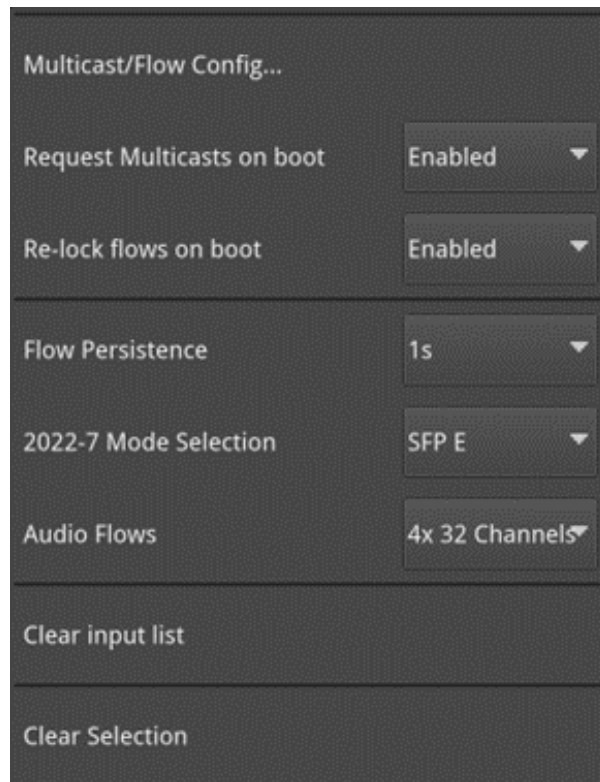 Multicast/Flow Config...
Request Multicasts on boot Enabled
Re-lock flows on boot Enabled
Flow Persistence 1s
2022-7 Mode Selection SFP E
Audio Flows 4x 32 Channels
Clear input list
Clear Selection